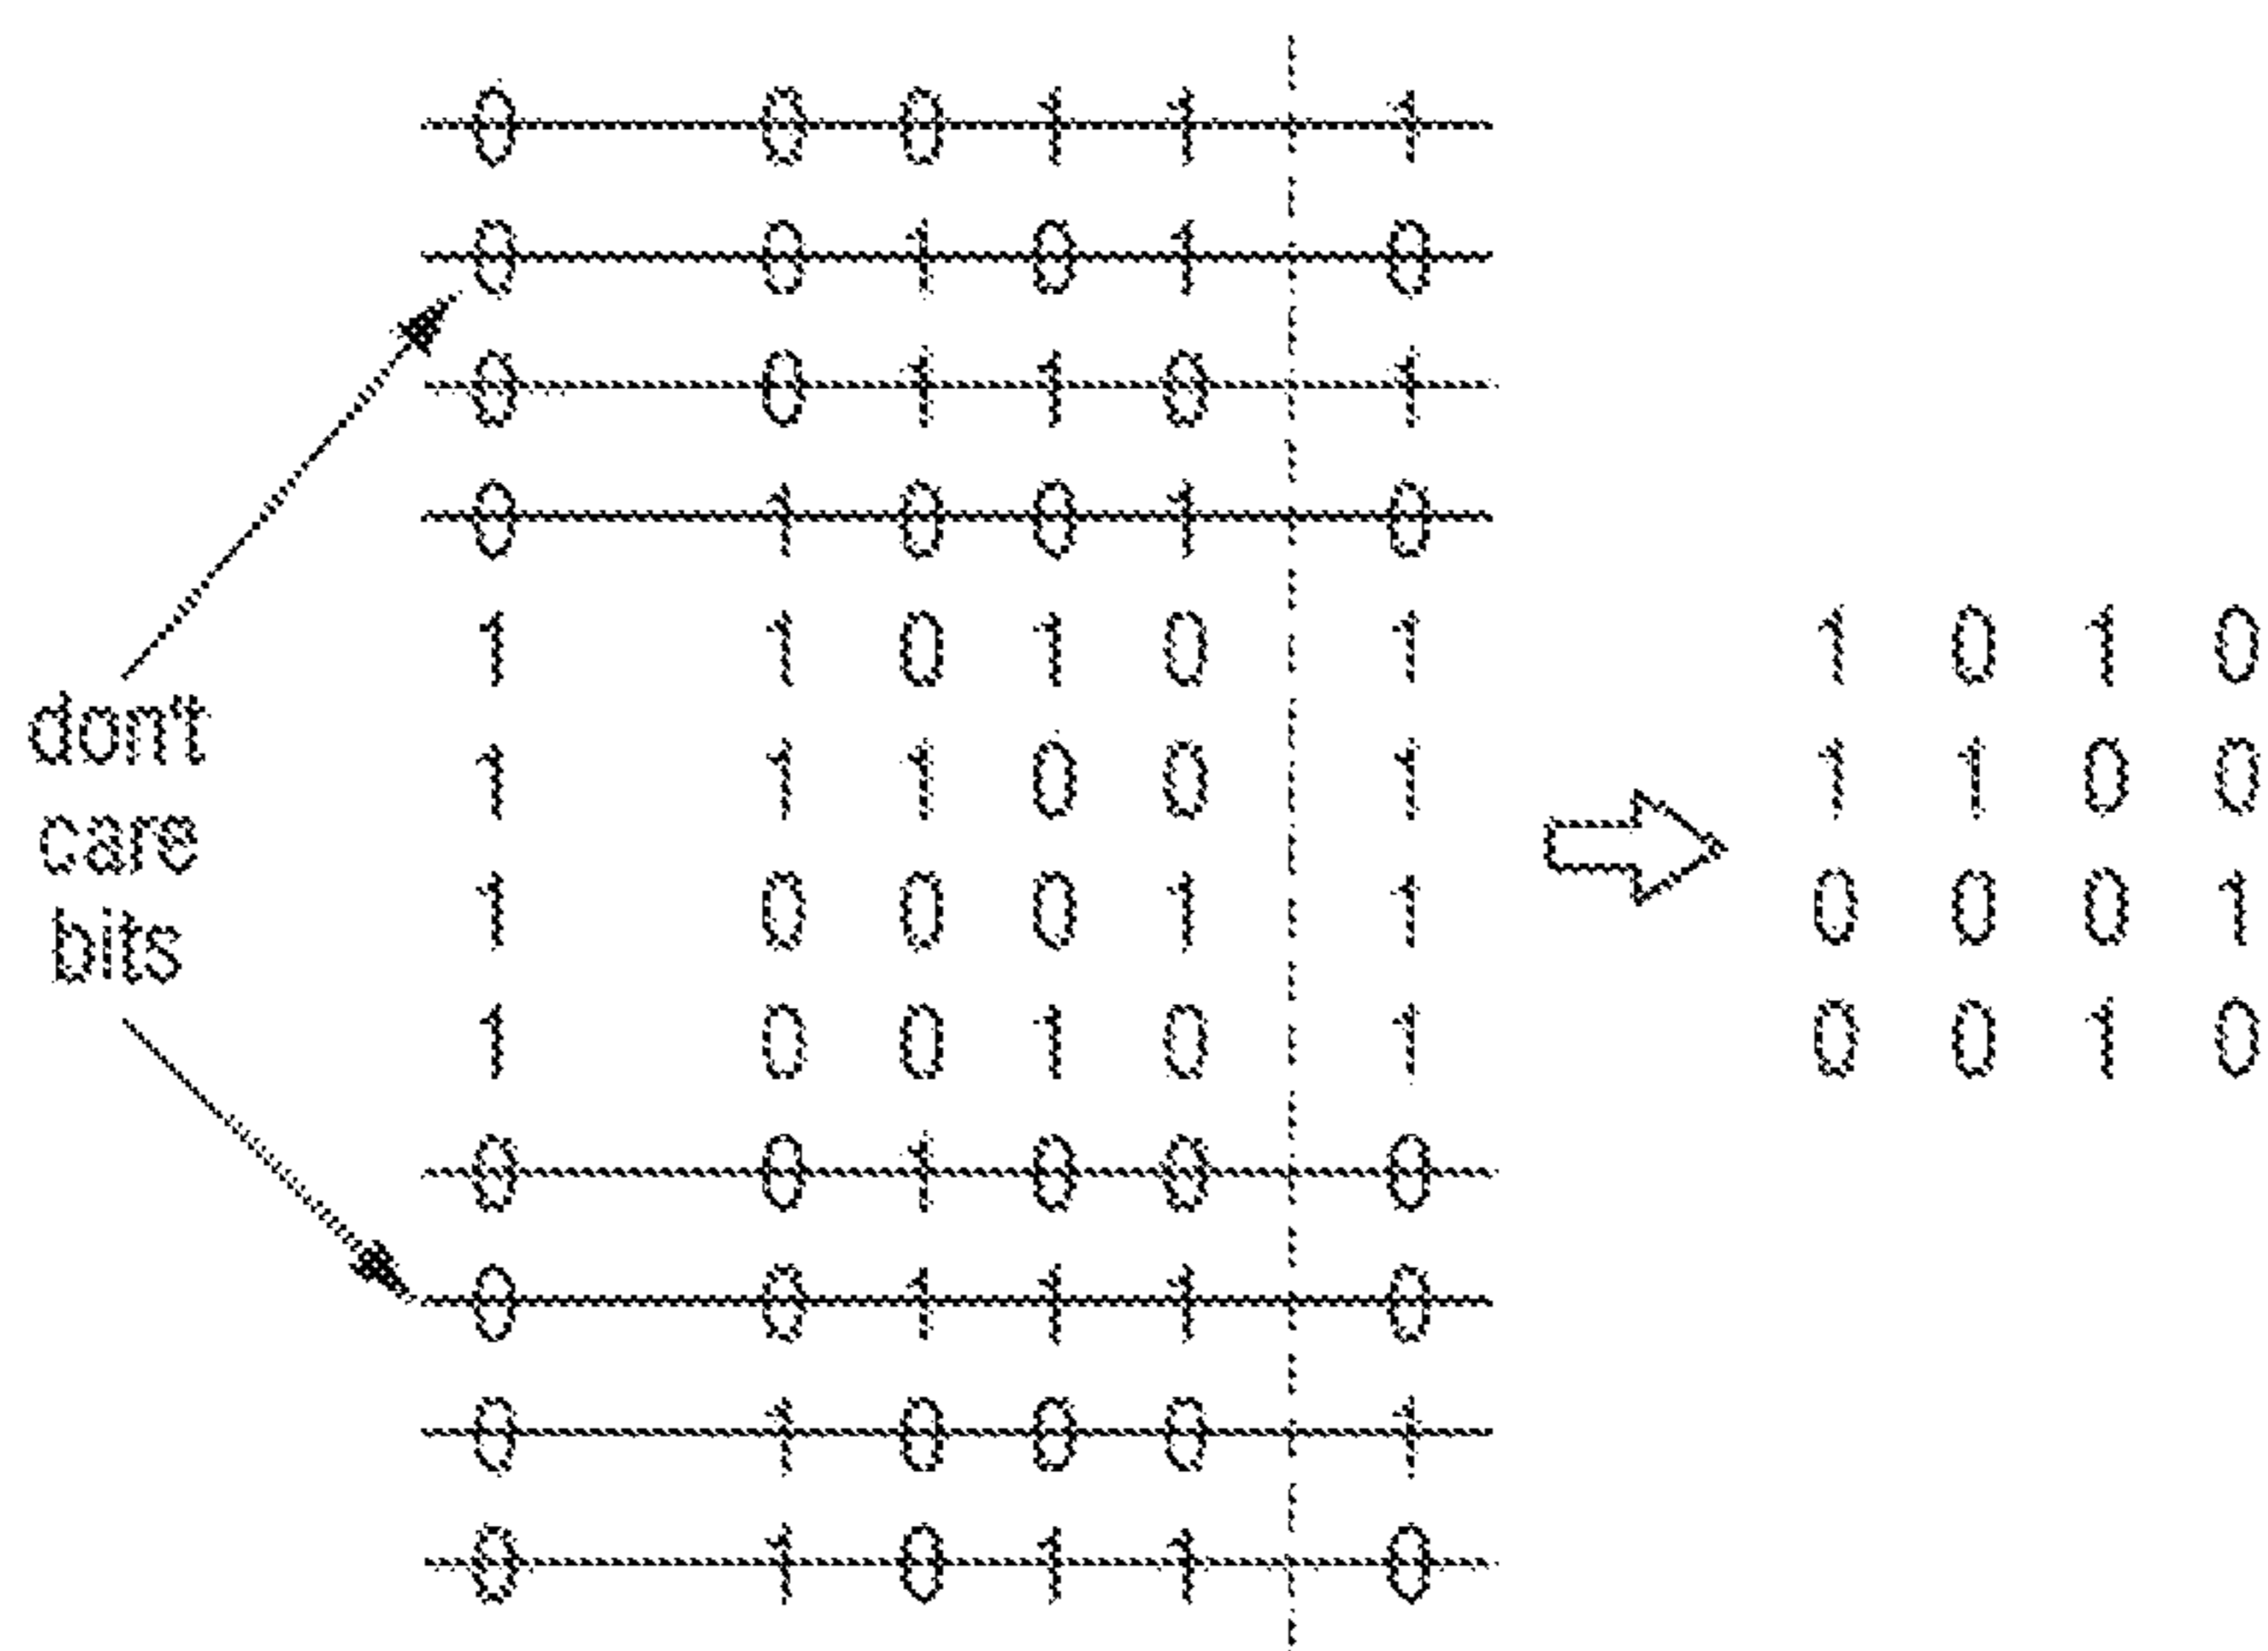 0 0 0 1 1 1
0 0 1 0 1 0
0 0 1 1 0 1
0 1 0 0 1 0
1 1 0 1 0 1 1 0 1 0
don't
1 1 1 0 0 1 1 1 0 0
care
1 0 0 0 1 1 0 0 0 1
bits
1 0 0 1 0 1 0 0 1 0
0 0 1 0 0 0
0 0 1 1 1 0
0 1 0 0 0 1
0 1 0 1 1 0